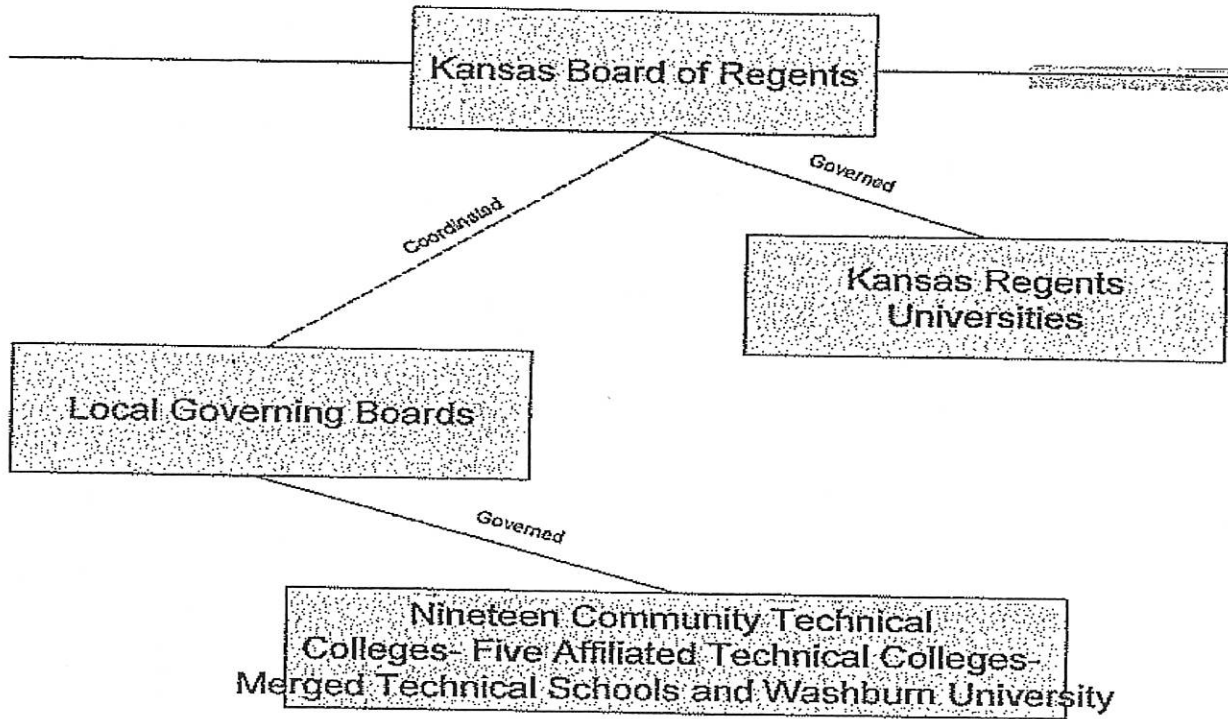 Kansas Board of Regents
Governed
Coordinated
Kansas Regents
Universities
Local Governing Boards
Governed
Nineteen Community Technical
Colleges- Five Affiliated Technical Colleges-
Merged Technical Schools and Washburn University